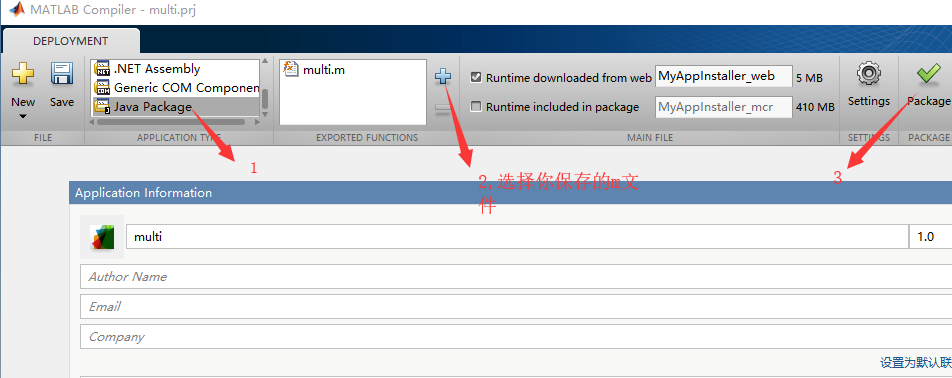 MATLAB Compiler - multi.prj
DEPLOYMENT
New
Save
FILE
.NET Assembly
Generic COM Componen
Java Package
APPLICATION TYPE
multi.m
EXPORTED FUNCTIONS
Runtime downloaded from web MyAppInstaller_web 5 MB
Runtime included in package MyAppInstaller_mcr 410 MB
MAIN FILE
Settings
SETTINGS
Package
PACKAGE
1
2,选择你保存的m文
件
3
Application Information
multi 1.0
Author Name
Email
Company
设置为默认联